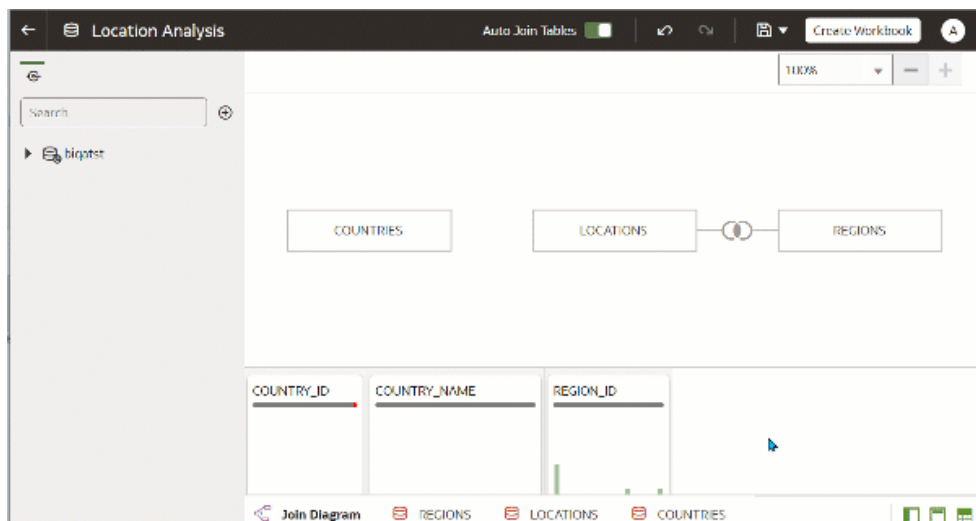 Location Analysis
Auto Join Tables
Create Workbook
A
100%
Search
biqatst
COUNTRIES
LOCATIONS
REGIONS
COUNTRY_ID
COUNTRY_NAME
REGION_ID
Join Diagram
REGIONS
LOCATIONS
COUNTRIES